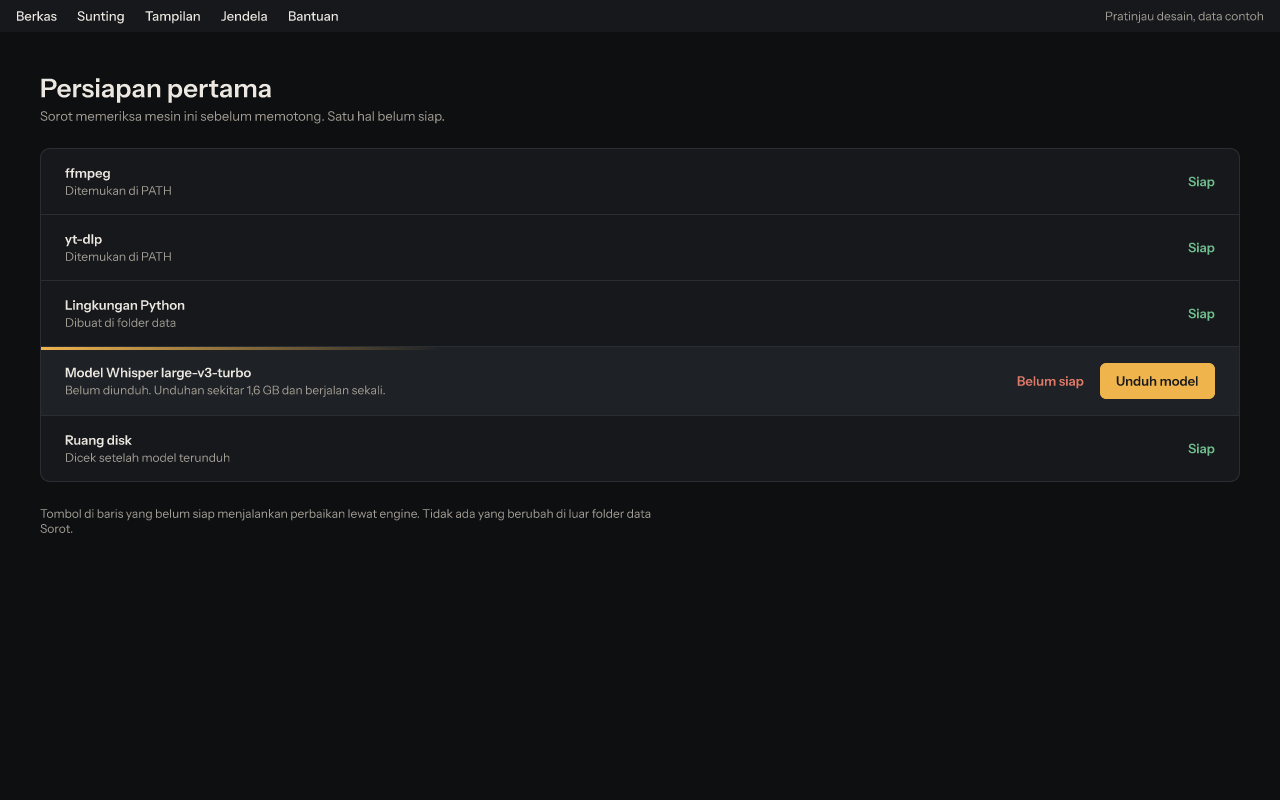 Berkas Sunting Tampilan Jendela Bantuan Pratinjau desain, data contoh
Persiapan pertama
Sorot memeriksa mesin ini sebelum memotong. Satu hal belum siap.
ffmpeg
Ditemukan di PATH
Siap
yt-dlp
Ditemukan di PATH
Siap
Lingkungan Python
Dibuat di folder data
Siap
Model Whisper large-v3-turbo
Belum diunduh. Unduhan sekitar 1,6 GB dan berjalan sekali.
Belum siap Unduh model
Ruang disk
Dicek setelah model terunduh
Siap
Tombol di baris yang belum siap menjalankan perbaikan lewat engine. Tidak ada yang berubah di luar folder data
Sorot.